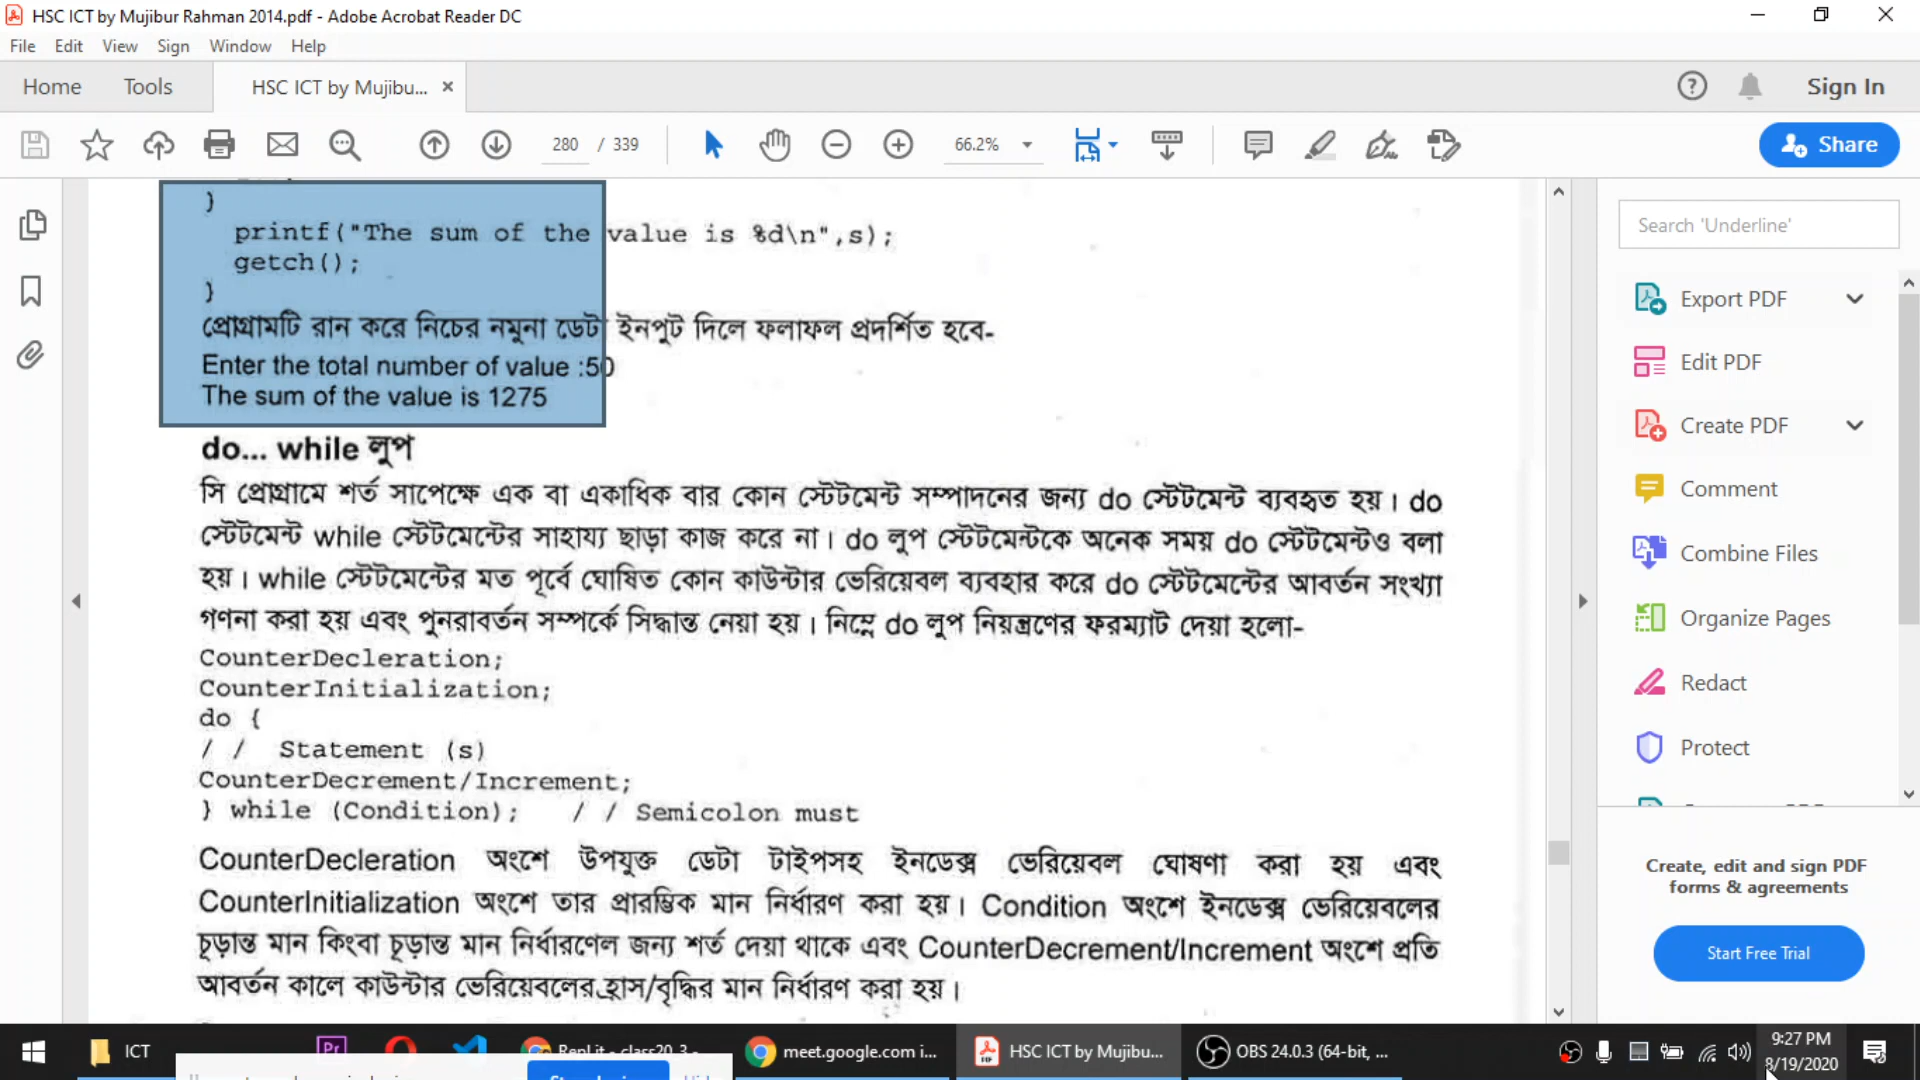 HSC ICT by Mujibur Rahman 2014.pdf - Adobe Acrobat Reader DC
File Edit View Sign Window Help
Home Tools HSC ICT by Mujibu... × Sign In
280 / 339 66.2% Share
}
printf("The sum of the value is %d\n",s);
getch();
}
প্রোগ্রামটি রান করে নিচের নমুনা ডেটা ইনপুট দিলে ফলাফল প্রদর্শিত হবে-
Enter the total number of value :50
The sum of the value is 1275
do... while লুপ
সি প্রোগ্রামে শর্ত সাপেক্ষে এক বা একাধিক বার কোন স্টেটমেন্ট সম্পাদনের জন্য do স্টেটমেন্ট ব্যবহৃত হয়। do
স্টেটমেন্ট while স্টেটমেন্টের সাহায্য ছাড়া কাজ করে না। do লুপ স্টেটমেন্টকে অনেক সময় do স্টেটমেন্টও বলা
হয়। while স্টেটমেন্টের মত পূর্বে ঘোষিত কোন কাউন্টার ভেরিয়েবল ব্যবহার করে do স্টেটমেন্টের আবর্তন সংখ্যা
গণনা করা হয় এবং পুনরাবর্তন সম্পর্কে সিদ্ধান্ত নেয়া হয়। নিম্নে do লুপ নিয়ন্ত্রণের ফরম্যাট দেয়া হলো-
CounterDecleration;
CounterInitialization;
do {
/ / Statement (s)
CounterDecrement/Increment;
} while (Condition); / / Semicolon must
CounterDecleration অংশে উপযুক্ত ডেটা টাইপসহ ইনডেক্স ভেরিয়েবল ঘোষণা করা হয় এবং
CounterInitialization অংশে তার প্রারম্ভিক মান নির্ধারণ করা হয়। Condition অংশে ইনডেক্স ভেরিয়েবলের
চূড়ান্ত মান কিংবা চূড়ান্ত মান নির্ধারণেল জন্য শর্ত দেয়া থাকে এবং CounterDecrement/Increment অংশে প্রতি
আবর্তন কালে কাউন্টার ভেরিয়েবলের হ্রাস/বৃদ্ধির মান নির্ধারণ করা হয়।
Search 'Underline'
Export PDF
Edit PDF
Create PDF
Comment
Combine Files
Organize Pages
Redact
Protect
Create, edit and sign PDF
forms & agreements
Start Free Trial
ICT Pr Repl.it - class20_3 - meet.google.com i... HSC ICT by Mujibu... OBS 24.0.3 (64-bit, ...
9:27 PM
8/19/2020